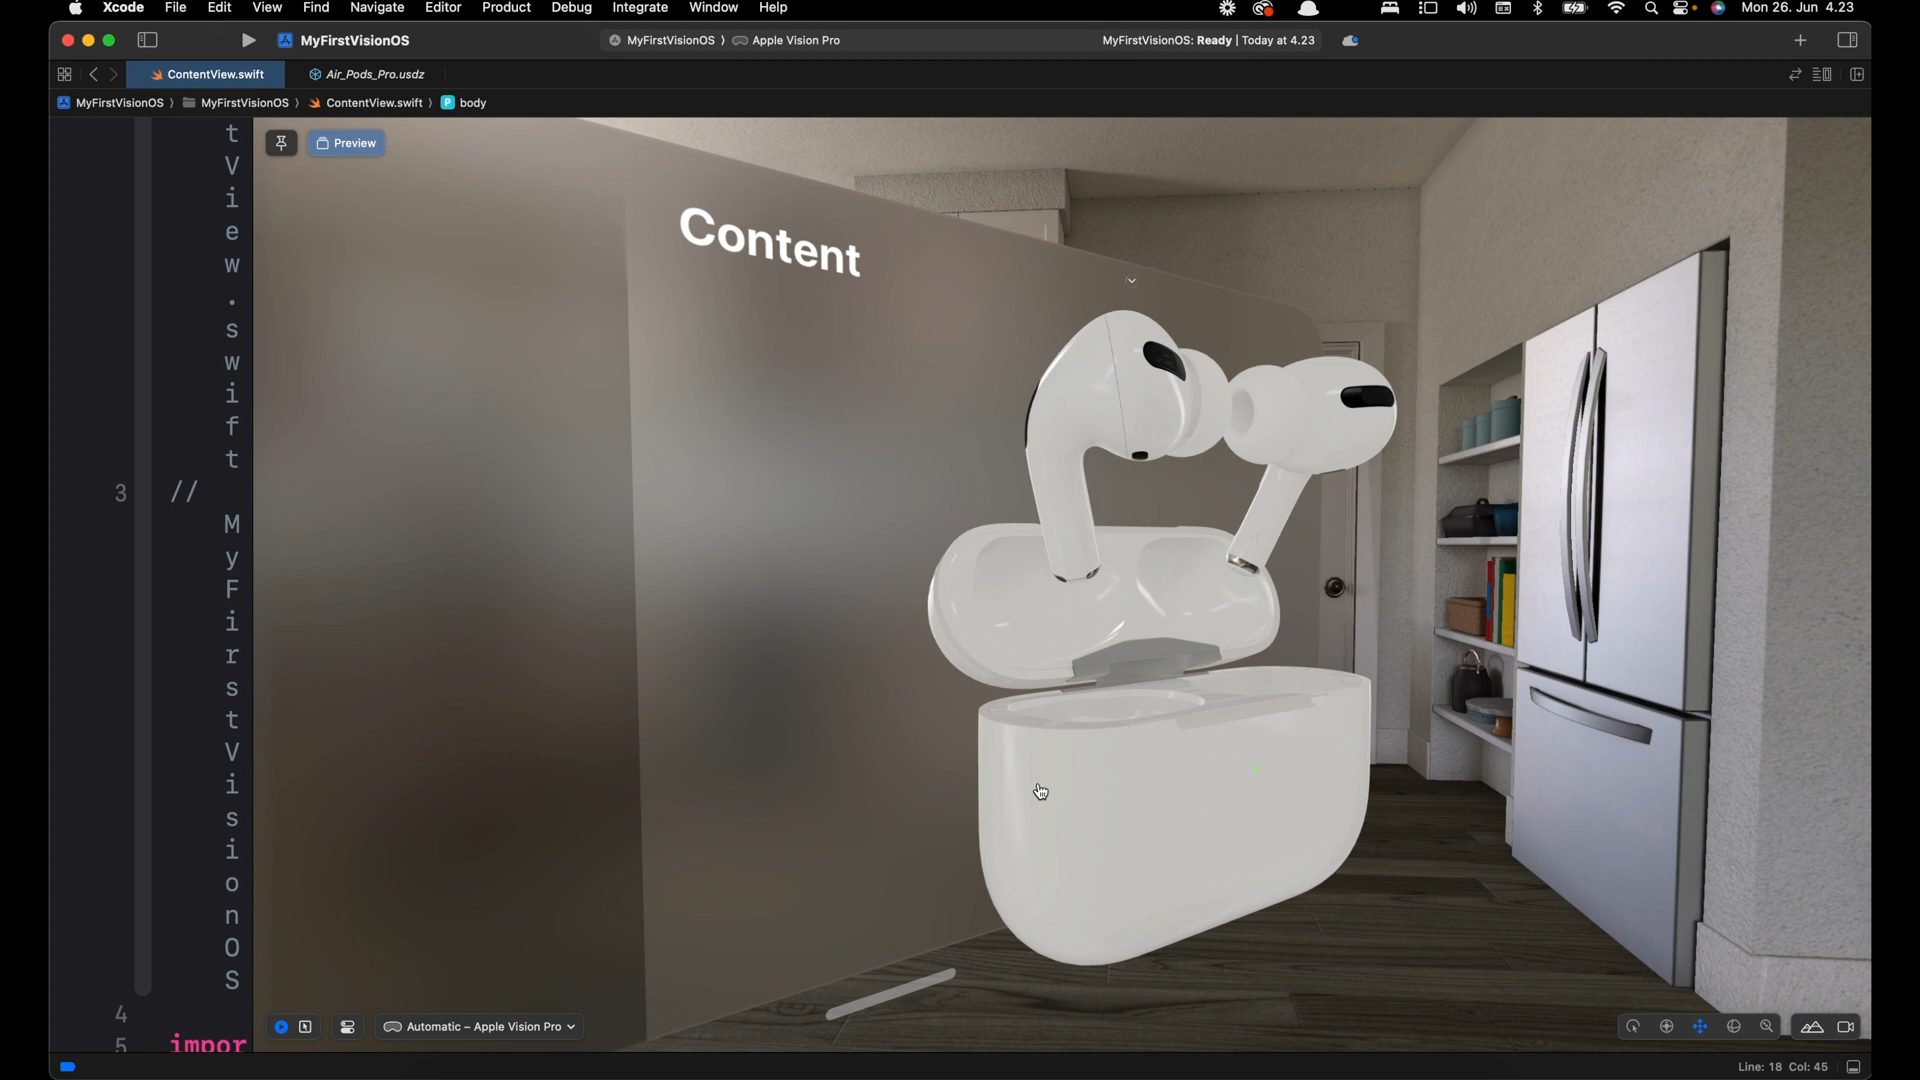 Xcode File Edit View Find Navigate Editor Product Debug Integrate Window Help Mon 26. Jun 4.23
MyFirstVisionOS MyFirstVisionOS 〉 Apple Vision Pro MyFirstVisionOS: Ready | Today at 4.23
ContentView.swift Air_Pods_Pro.usdz
MyFirstVisionOS 〉 MyFirstVisionOS 〉 ContentView.swift 〉 P body
Preview
Content
t
V
i
e
w
.
s
w
i
f
t
3 //
M
y
F
i
r
s
t
V
i
s
i
o
n
O
S
4
5 impor
Automatic – Apple Vision Pro
Line: 18 Col: 45